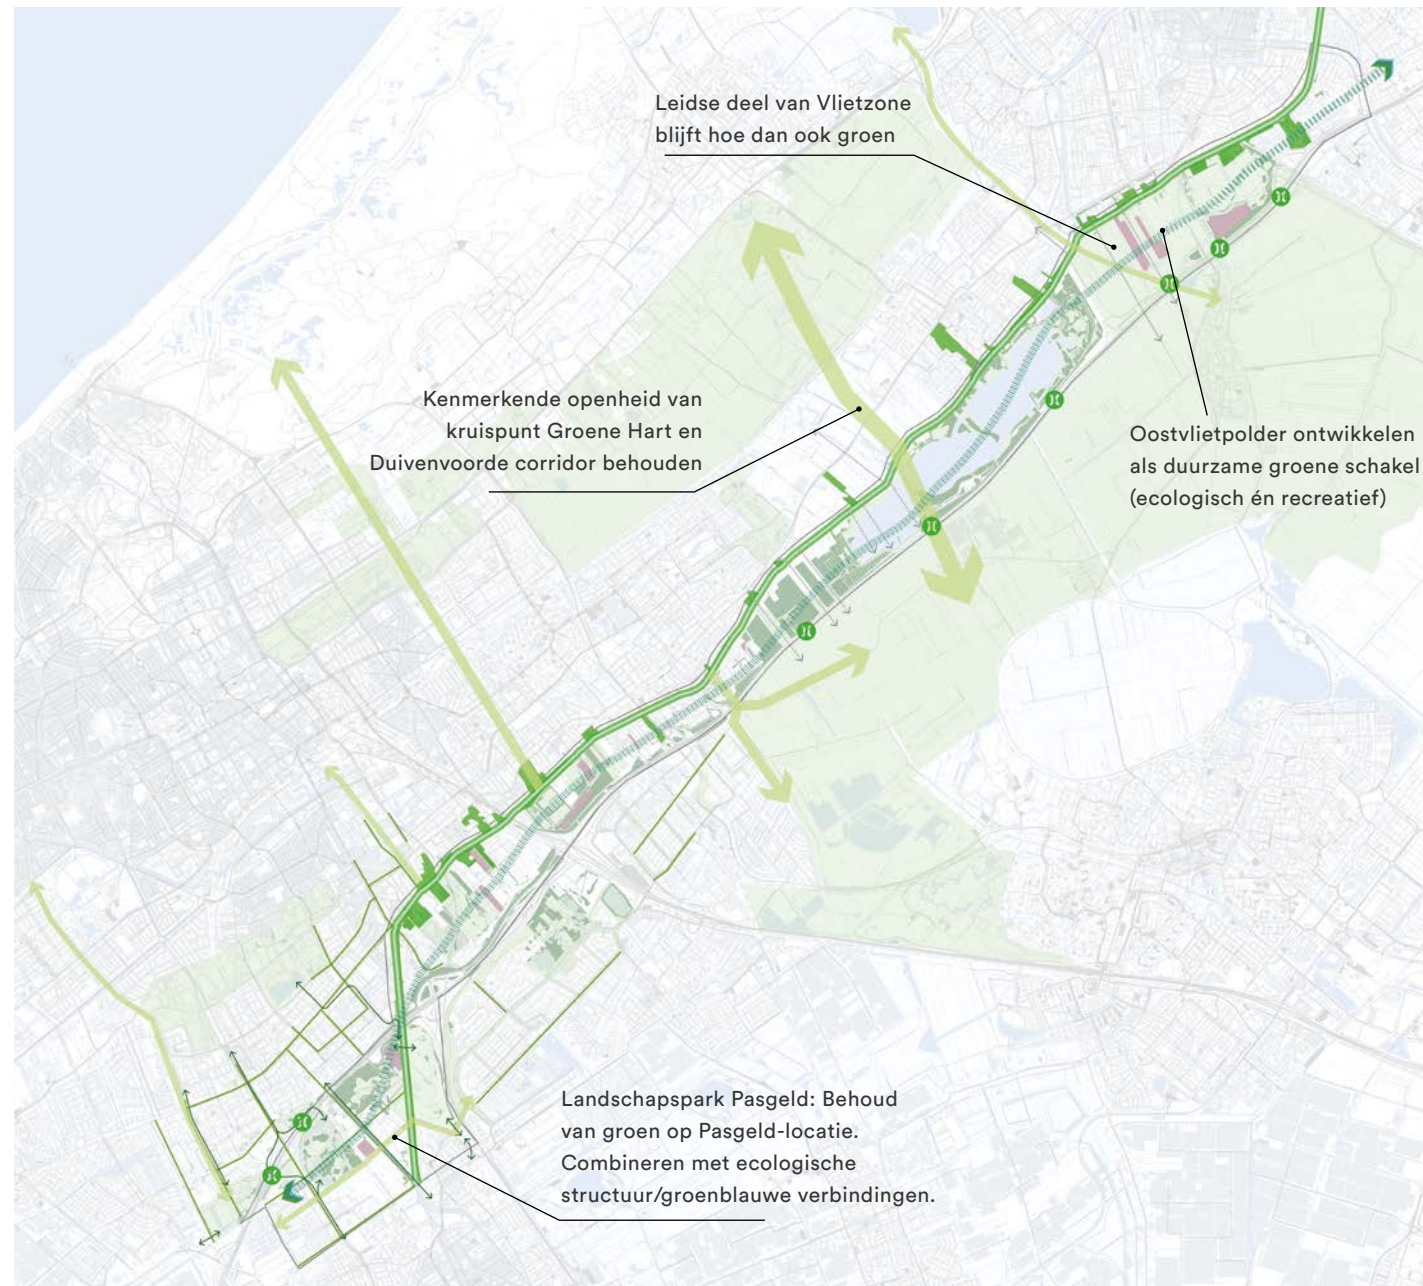 Leidse deel van Vlietzone
blijft hoe dan ook groen
Kenmerkende openheid van
kruispunt Groene Hart en
Duivenvoorde corridor behouden
Oostvlietpolder ontwikkelen
als duurzame groene schakel
(ecologisch én recreatief)
Landschapspark Pasgeld: Behoud
van groen op Pasgeld-locatie.
Combineren met ecologische
structuur/groenblauwe verbindingen.